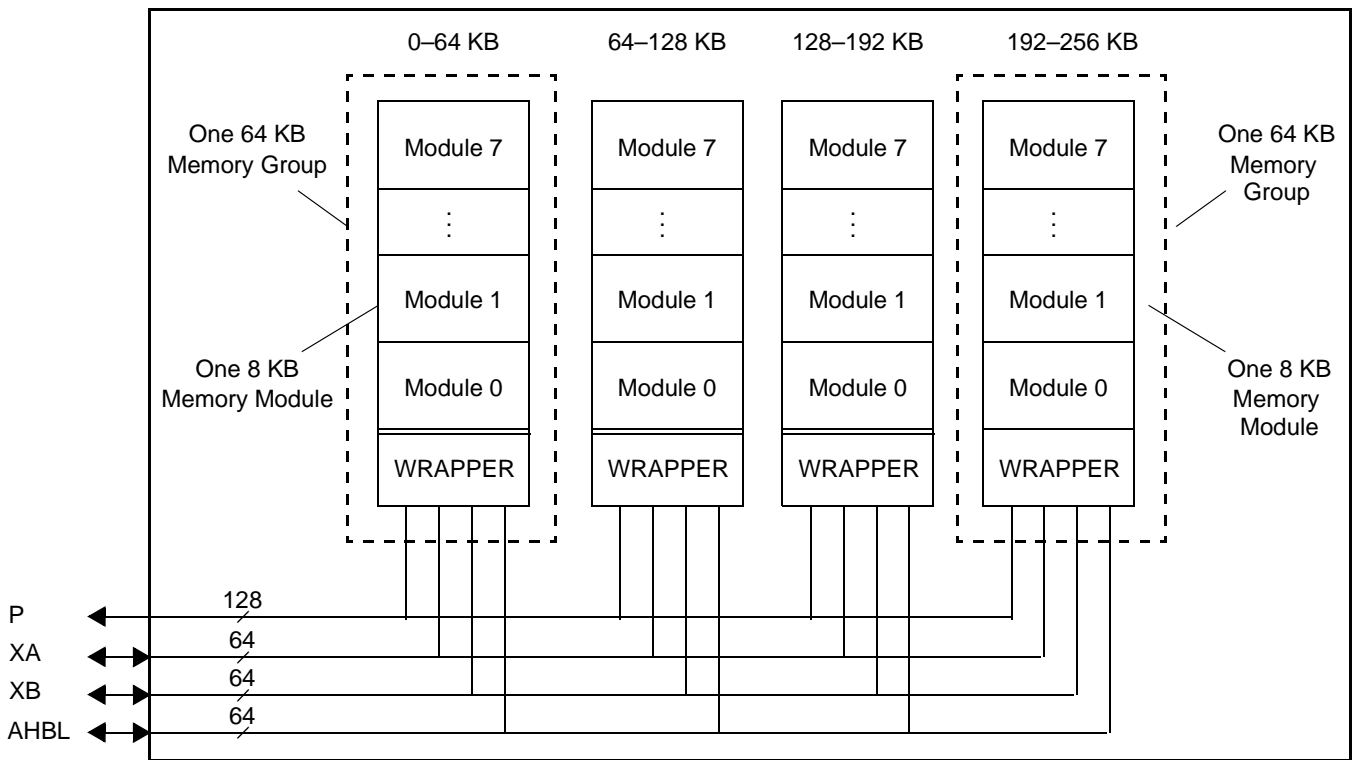 0–64 KB
64–128 KB
128–192 KB
192–256 KB
One 64 KB
Memory Group
Module 7
Module 7
Module 7
Module 7
One 64 KB
Memory
Group
⋮
⋮
⋮
⋮
Module 1
Module 1
Module 1
Module 1
One 8 KB
Memory Module
Module 0
Module 0
Module 0
Module 0
One 8 KB
Memory
Module
WRAPPER
WRAPPER
WRAPPER
WRAPPER
P
128
XA
64
XB
64
AHBL
64